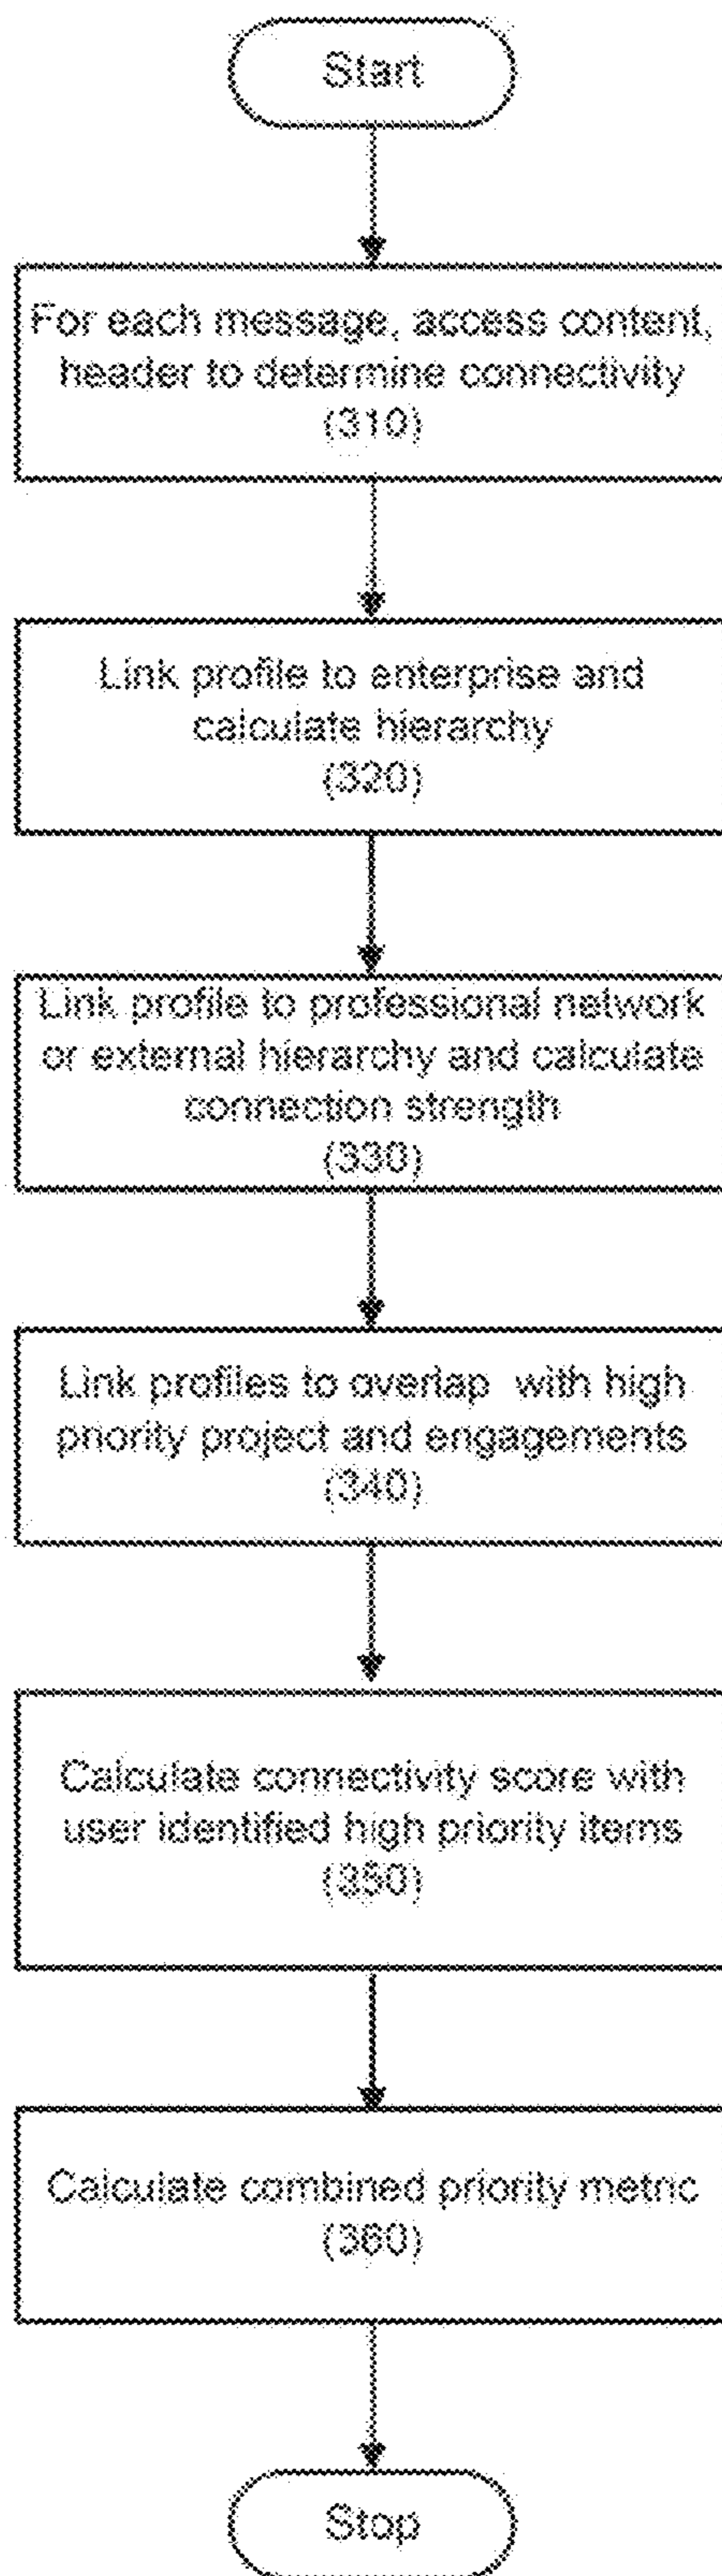 Start
For each message, access content,
header to determine connectivity
(310)
Link profile to enterprise and
calculate hierarchy
(320)
Link profile to professional network
or external hierarchy and calculate
connection strength
(330)
Link profiles to overlap with high
priority project and engagements
(340)
Calculate connectivity score with
user identified high priority items
(350)
Calculate combined priority metric
(360)
Stop